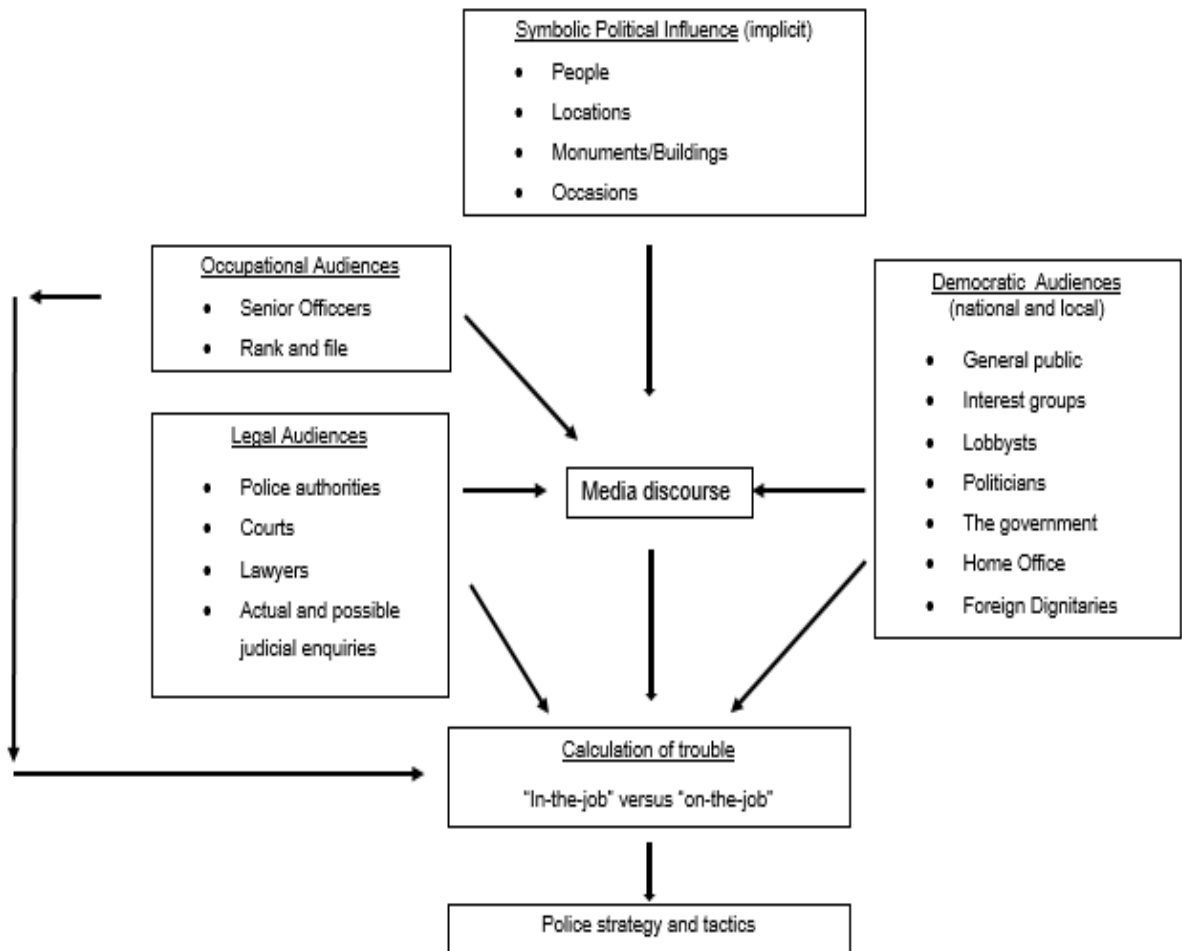 Symbolic Political Influence (implicit)
• People
• Locations
• Monuments/Buildings
• Occasions
Occupational Audiences
• Senior Officcers
• Rank and file
Democratic Audiences
(national and local)
• General public
• Interest groups
• Lobbysts
• Politicians
• The government
• Home Office
• Foreign Dignitaries
Legal Audiences
• Police authorities
• Courts
• Lawyers
• Actual and possible
judicial enquiries
Media discourse
Calculation of trouble
"In-the-job" versus "on-the-job"
Police strategy and tactics